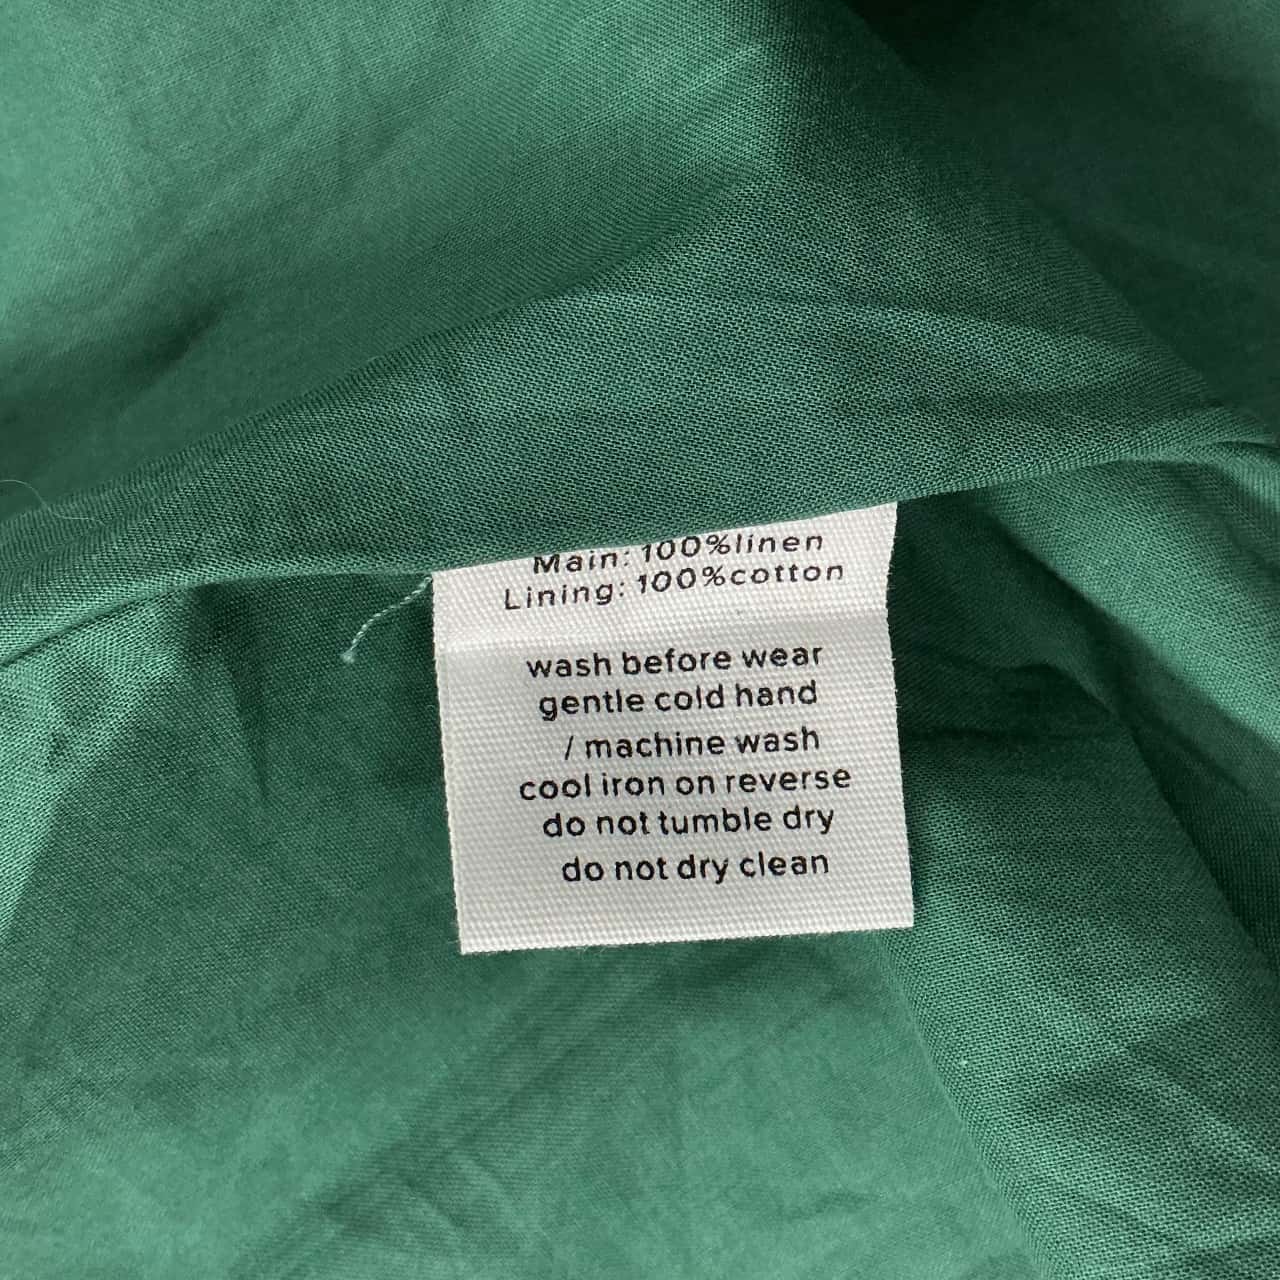 Main: 100%linen
Lining: 100%cotton
wash before wear
gentle cold hand
/ machine wash
cool iron on reverse
do not tumble dry
do not dry clean